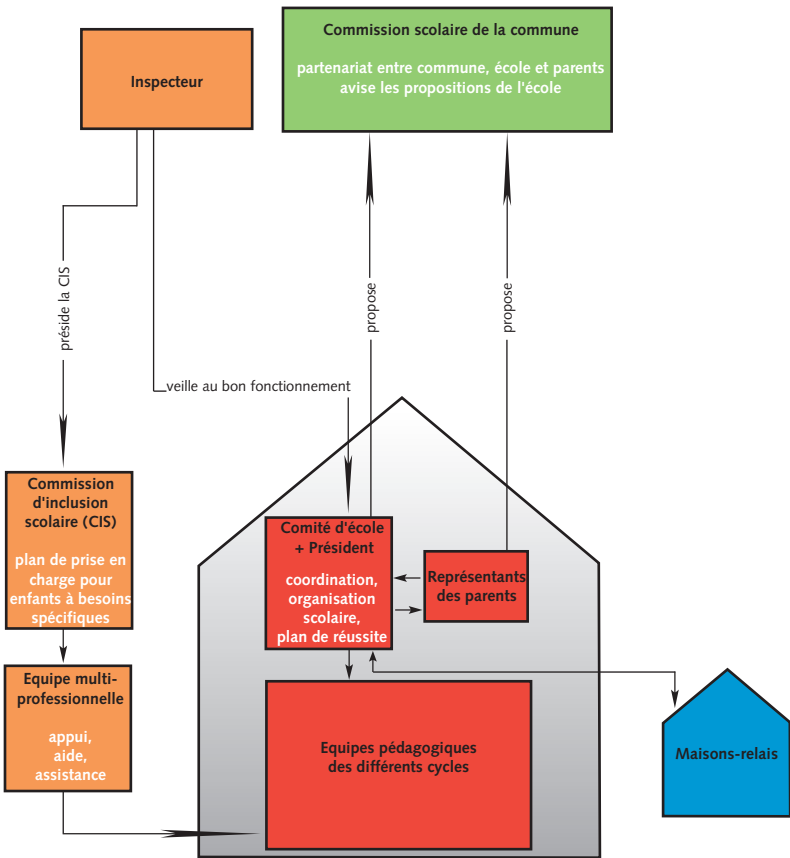 Inspecteur
Commission scolaire de la commune
partenariat entre commune, école et parents
avise les propositions de l'école
préside la CIS
propose
propose
veille au bon fonctionnement
Commission
d'inclusion
scolaire (CIS)
plan de prise en
charge pour
enfants à besoins
spécifiques
Comité d'école
+ Président
coordination,
organisation
scolaire,
plan de réussite
Représentants
des parents
Equipe multi-
professionnelle
appui,
aide,
assistance
Equipes pédagogiques
des différents cycles
Maisons-relais